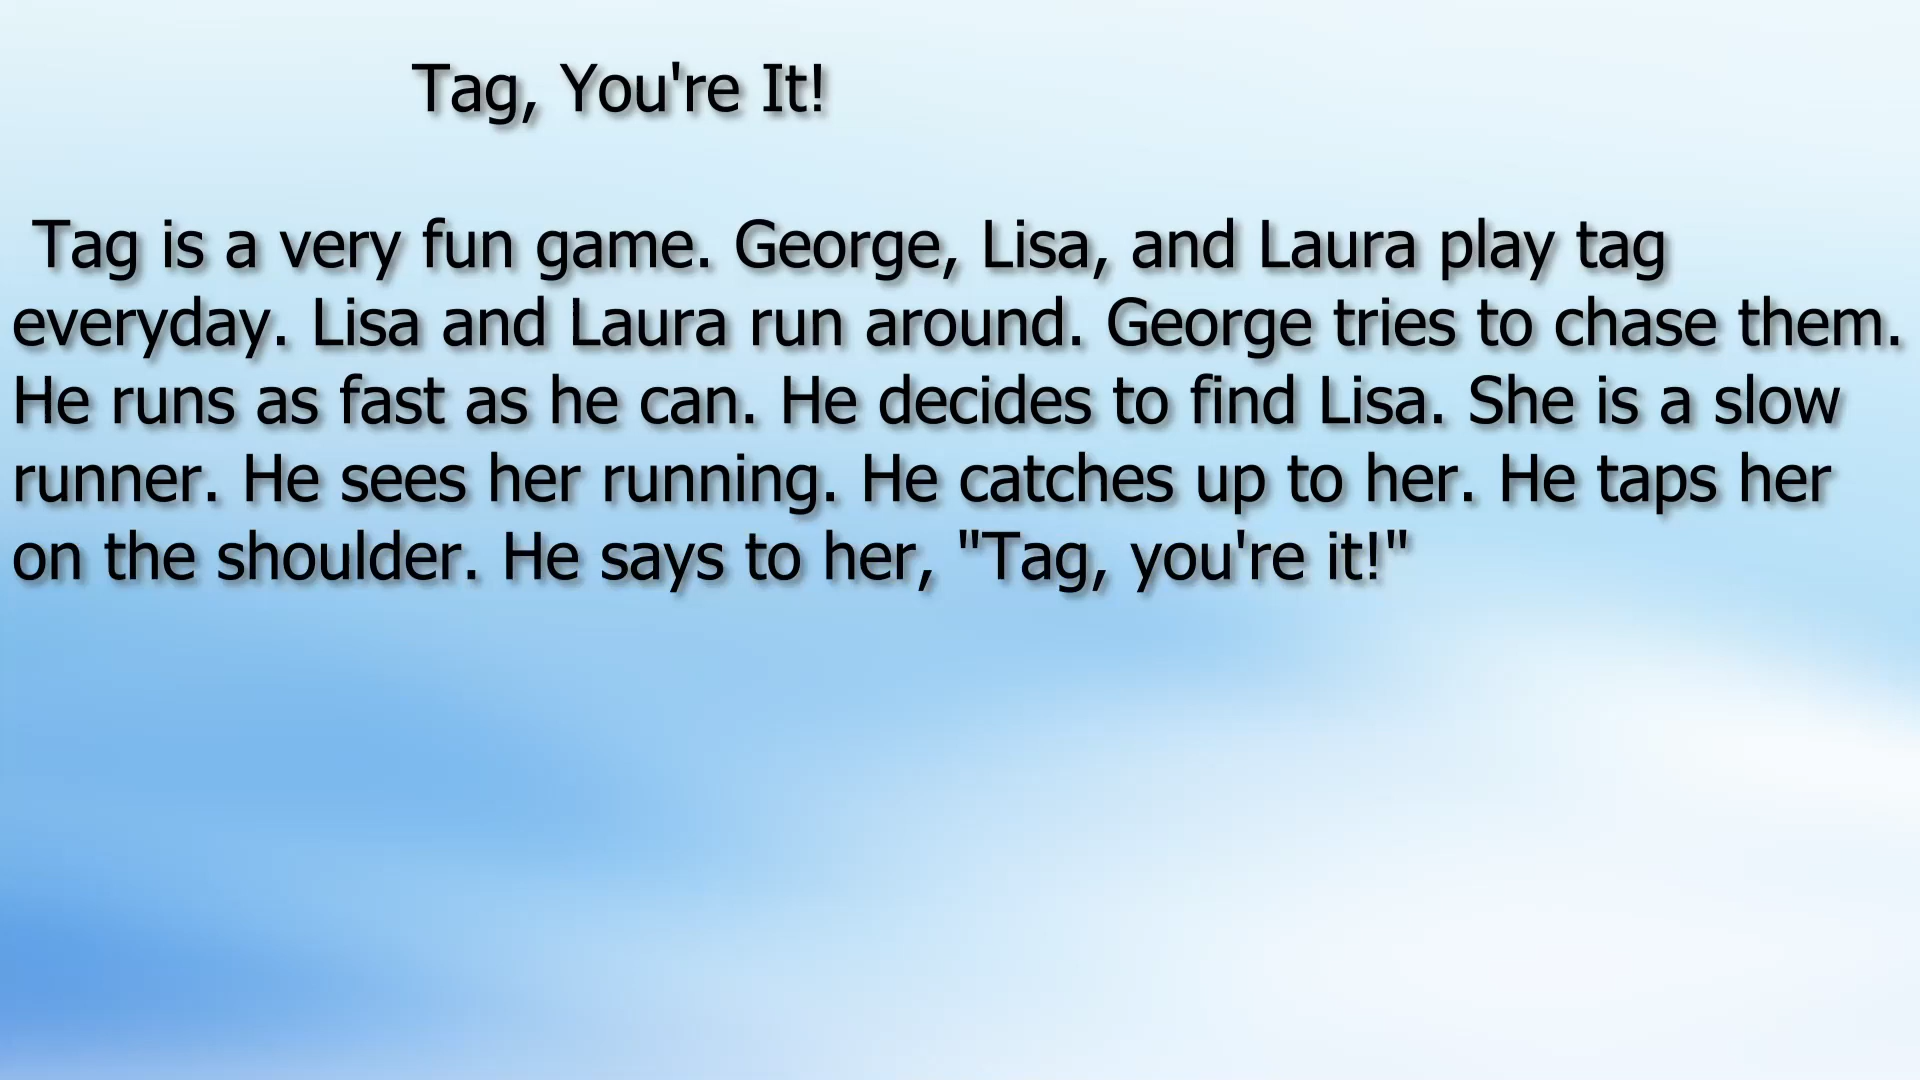 Tag, You're It!
Tag is a very fun game. George, Lisa, and Laura play tag
everyday. Lisa and Laura run around. George tries to chase them.
He runs as fast as he can. He decides to find Lisa. She is a slow
runner. He sees her running. He catches up to her. He taps her
on the shoulder. He says to her, "Tag, you're it!"